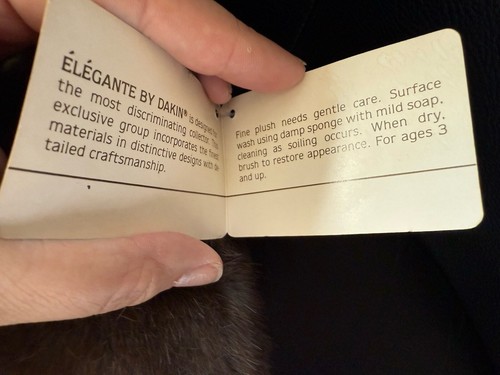 ÉLÉGANTE BY DAKIN® is designed for
the most discriminating collector. This
exclusive group incorporates the finest
materials in distinctive designs with de-
tailed craftsmanship.
Fine plush needs gentle care. Surface
wash using damp sponge with mild soap,
cleaning as soiling occurs. When dry,
brush to restore appearance. For ages 3
and up.